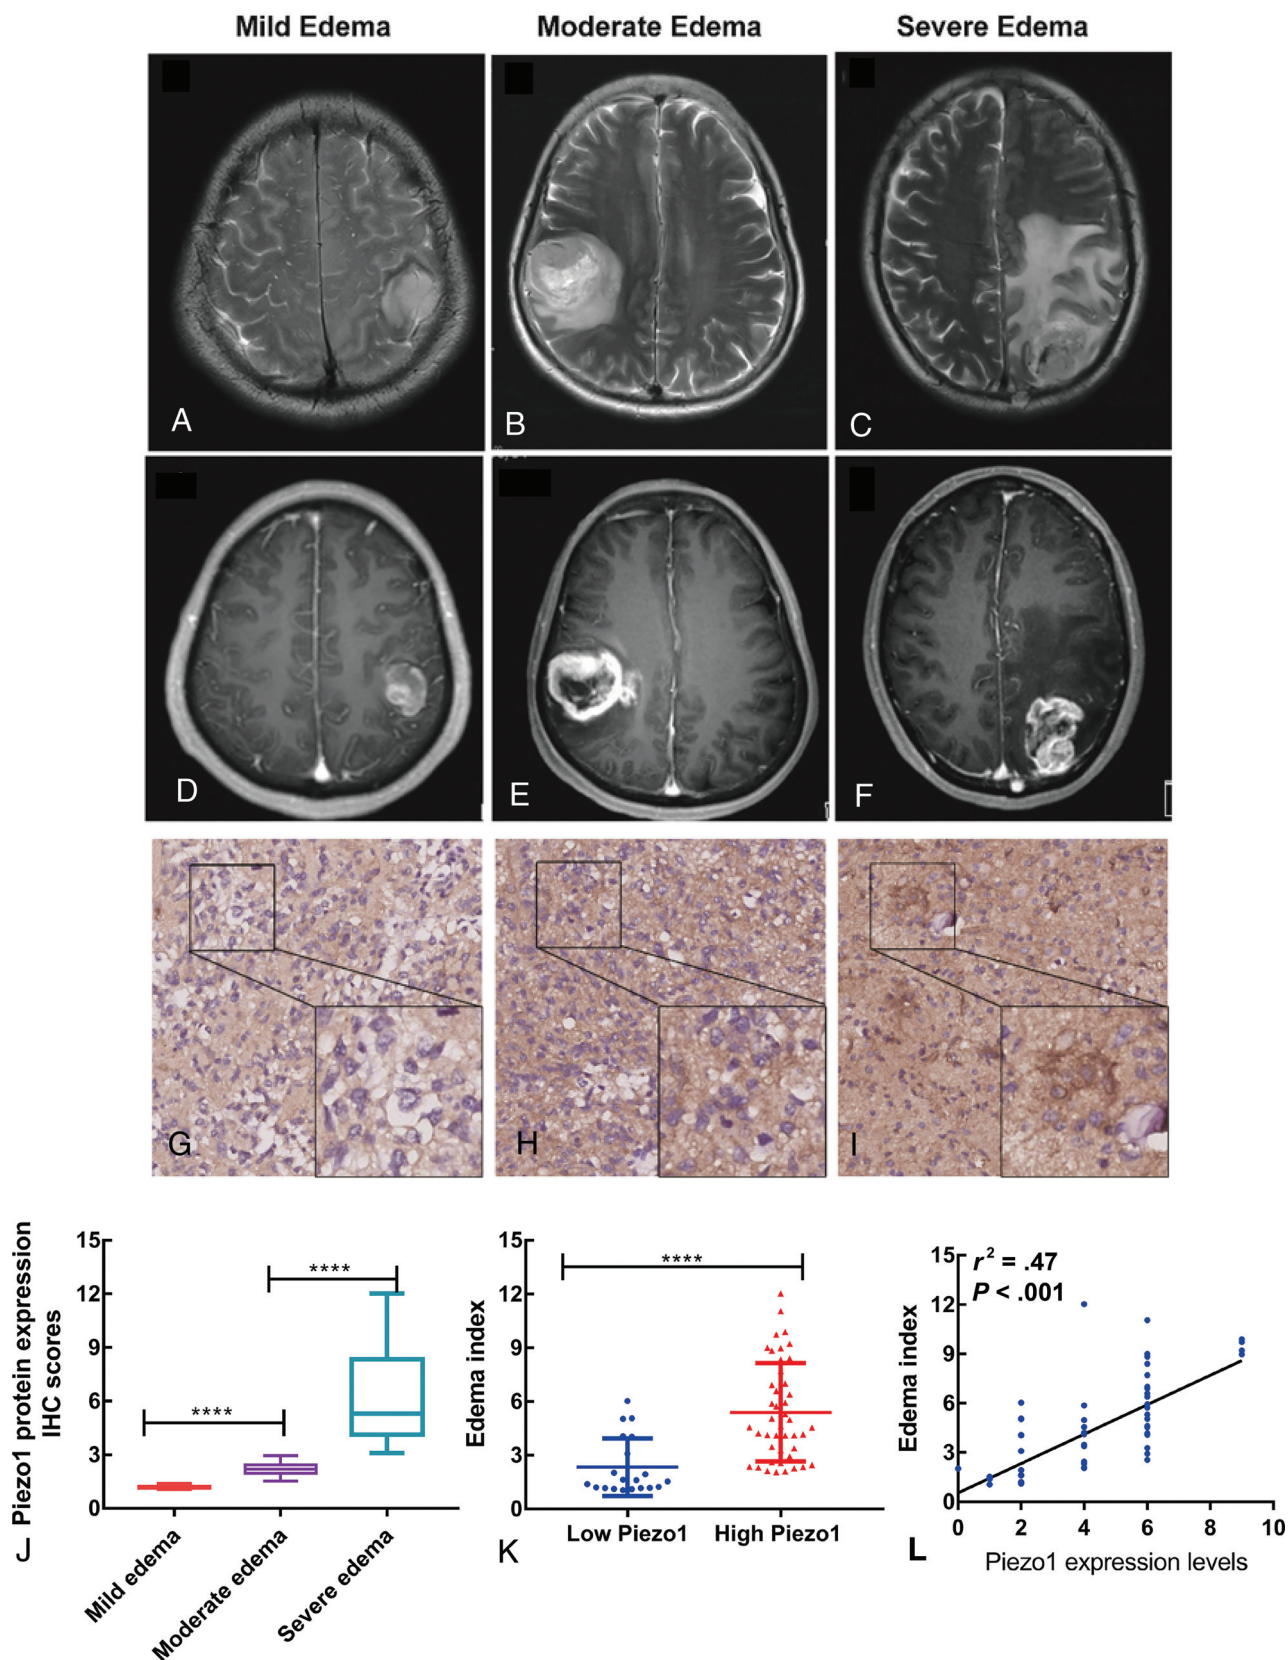 Mild Edema
Moderate Edema
Severe Edema
A
B
C
D
E
F
G
H
I
Piezo1 protein expression
IHC scores
15
12
9
6
3
0
****
****
Mild edema
Moderate edema
Severe edema
J
Edema index
15
12
9
6
3
0
****
Low Piezo1
High Piezo1
K
Edema index
15
12
9
6
3
0
r² = .47
P < .001
0
2
4
6
8
10
Piezo1 expression levels
L